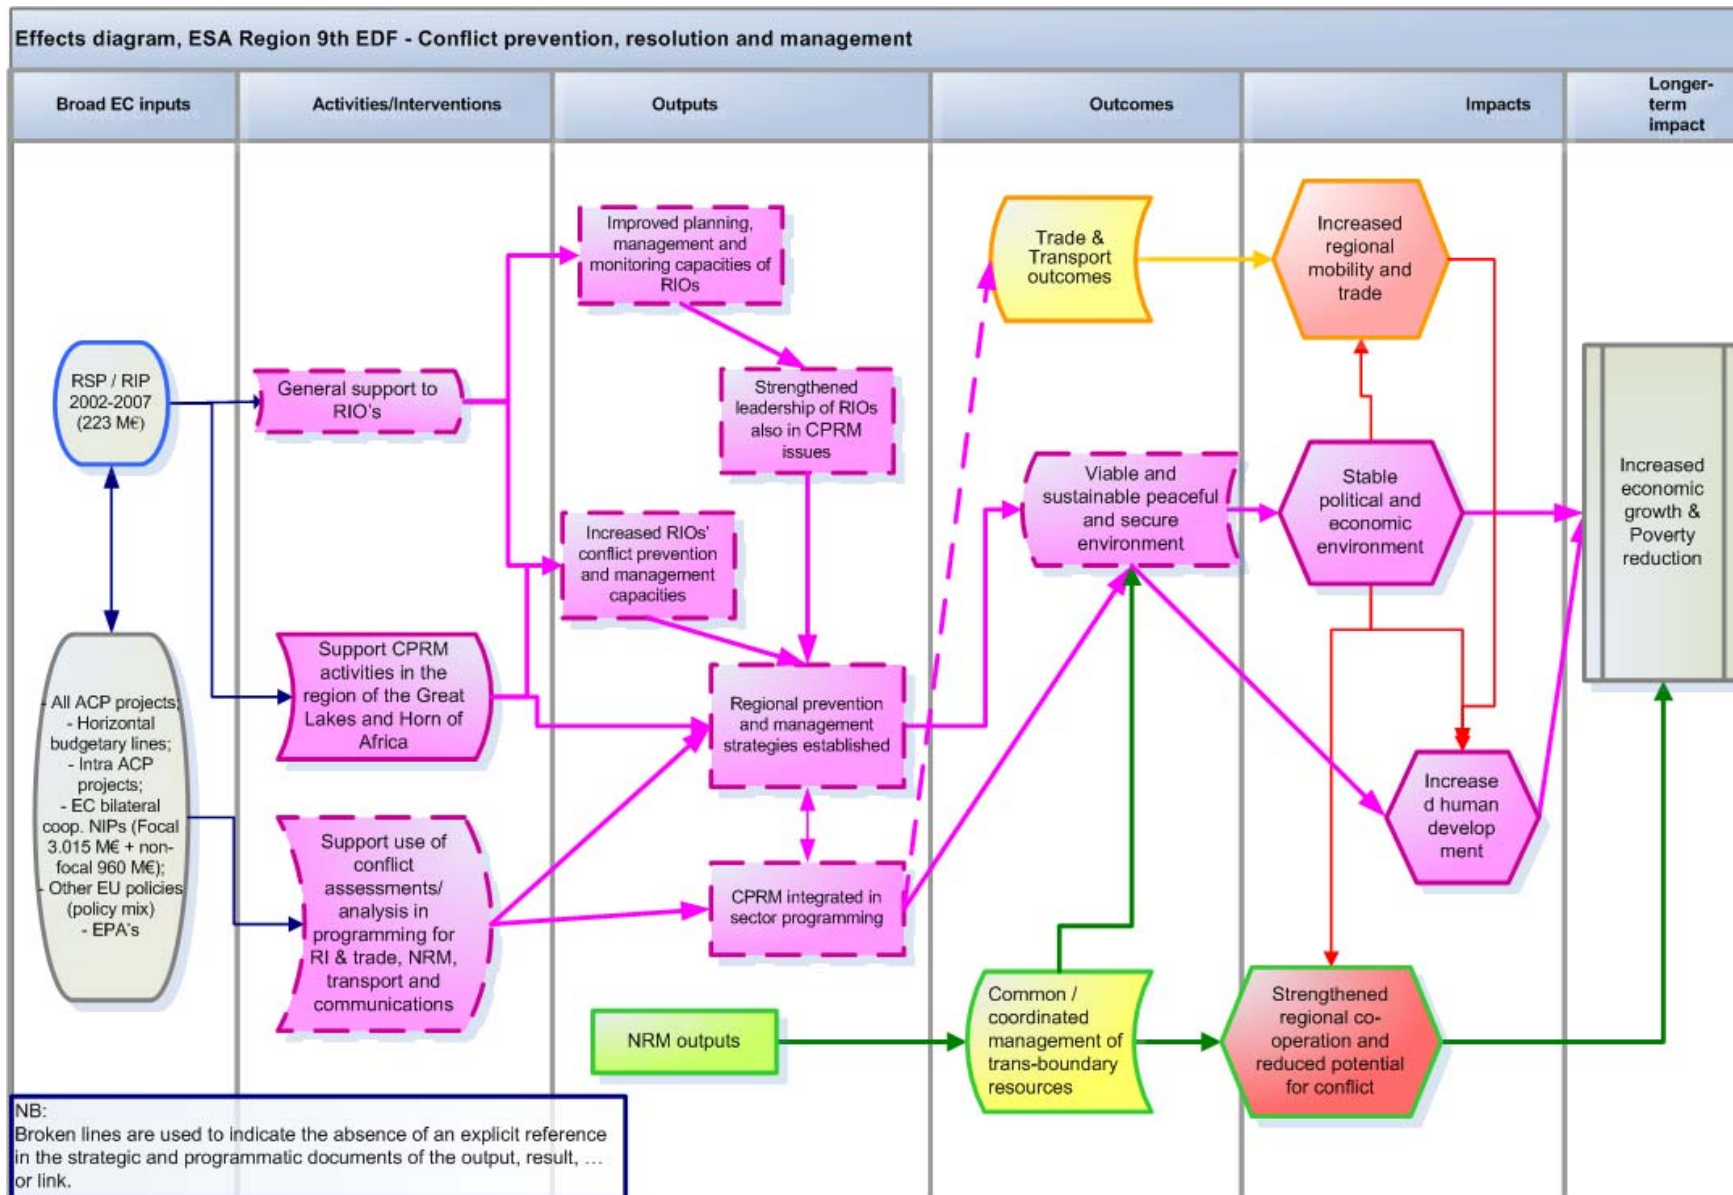 Effects diagram, ESA Region 9th EDF - Conflict prevention, resolution and management
Broad EC inputs
Activities/Interventions
Outputs
Outcomes
Impacts
Longer-
term
impact
RSP / RIP
2002-2007
(223 M€)
- All ACP projects;
- Horizontal
budgetary lines;
- Intra ACP
projects;
- EC bilateral
coop. NIPs (Focal
3.015 M€ + non-
focal 960 M€);
- Other EU policies
(policy mix)
- EPA's
General support to
RIO's
Support CPRM
activities in the
region of the Great
Lakes and Horn of
Africa
Support use of
conflict
assessments/
analysis in
programming for
RI & trade, NRM,
transport and
communications
Improved planning,
management and
monitoring capacities of
RIOs
Strengthened
leadership of RIOs
also in CPRM
issues
Increased RIOs'
conflict prevention
and management
capacities
Regional prevention
and management
strategies established
CPRM integrated in
sector programming
NRM outputs
Trade &
Transport
outcomes
Viable and
sustainable peaceful
and secure
environment
Common /
coordinated
management of
trans-boundary
resources
Increased
regional
mobility and
trade
Stable
political and
economic
environment
Increase
d human
develop
ment
Strengthened
regional co-
operation and
reduced potential
for conflict
Increased
economic
growth &
Poverty
reduction
NB:
Broken lines are used to indicate the absence of an explicit reference
in the strategic and programmatic documents of the output, result, …
or link.